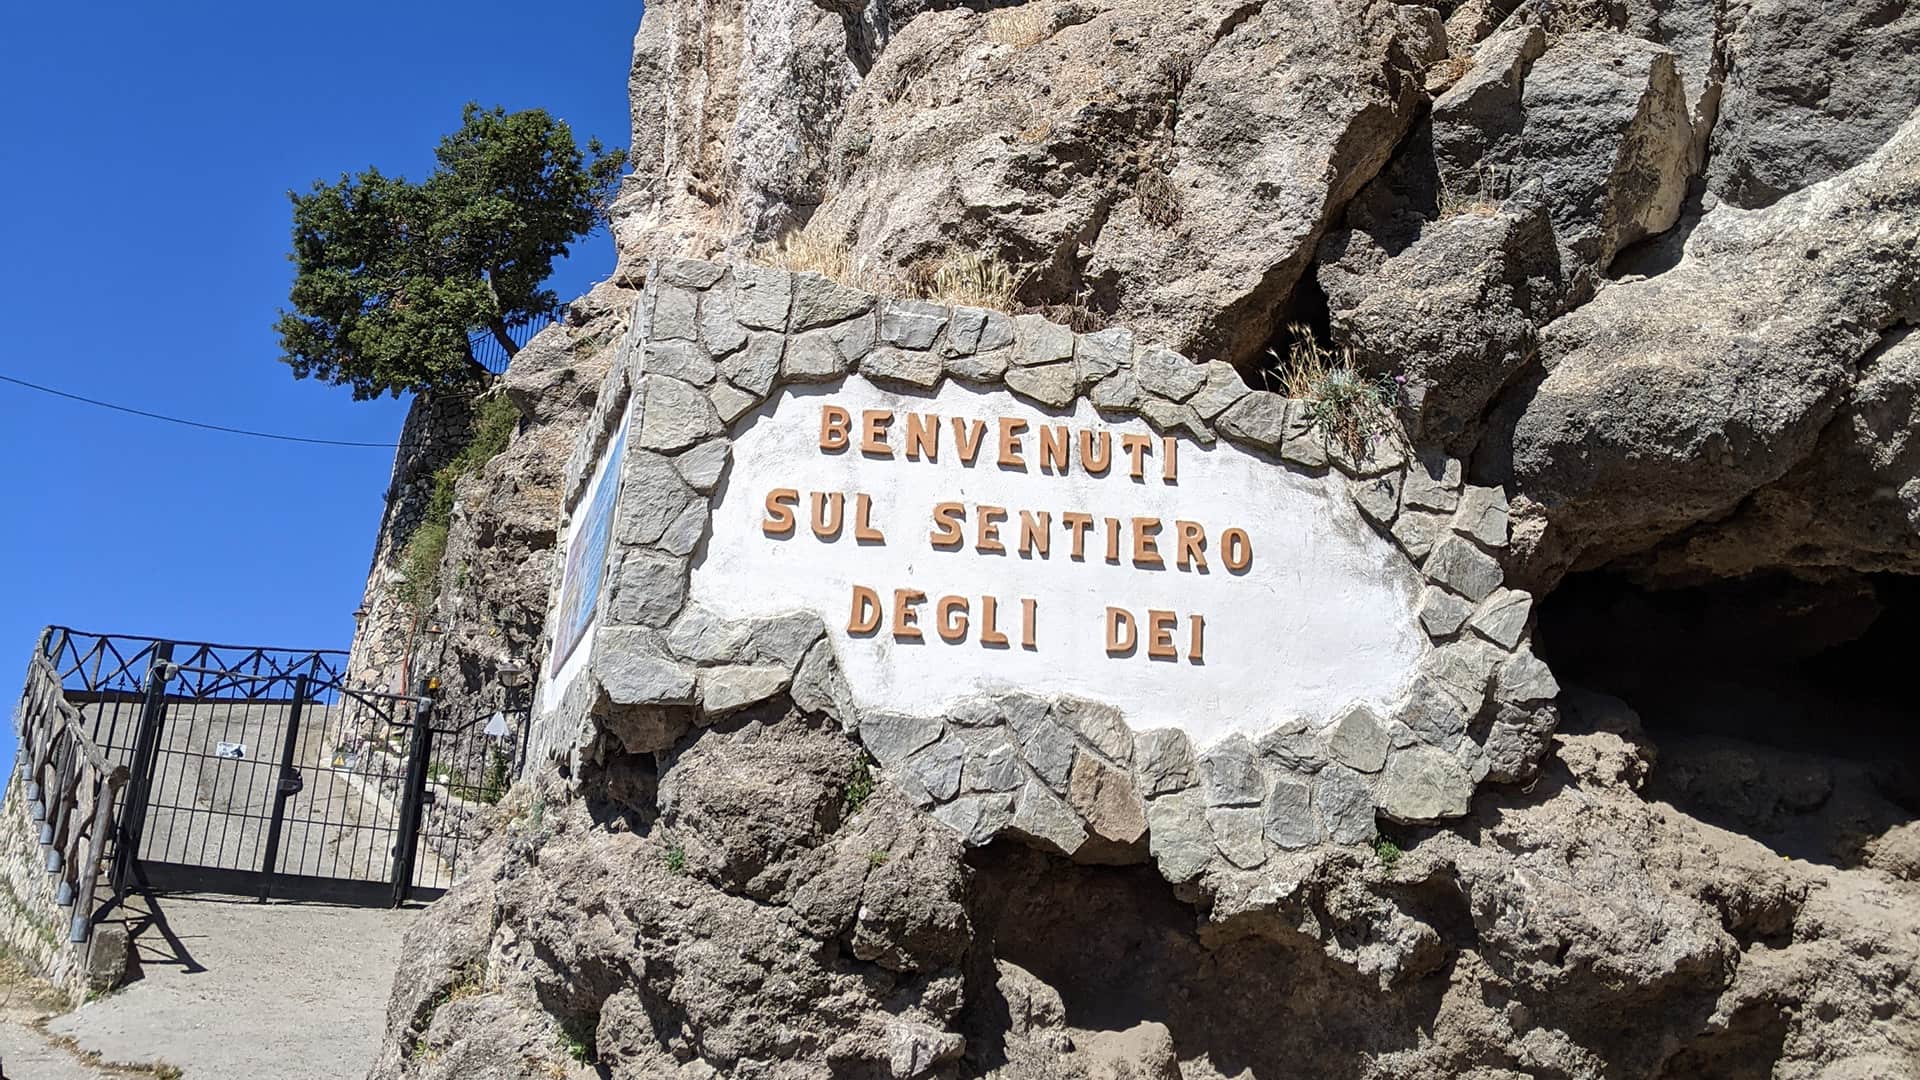 BENVENUTI
SUL SENTIERO
DEGLI DEI